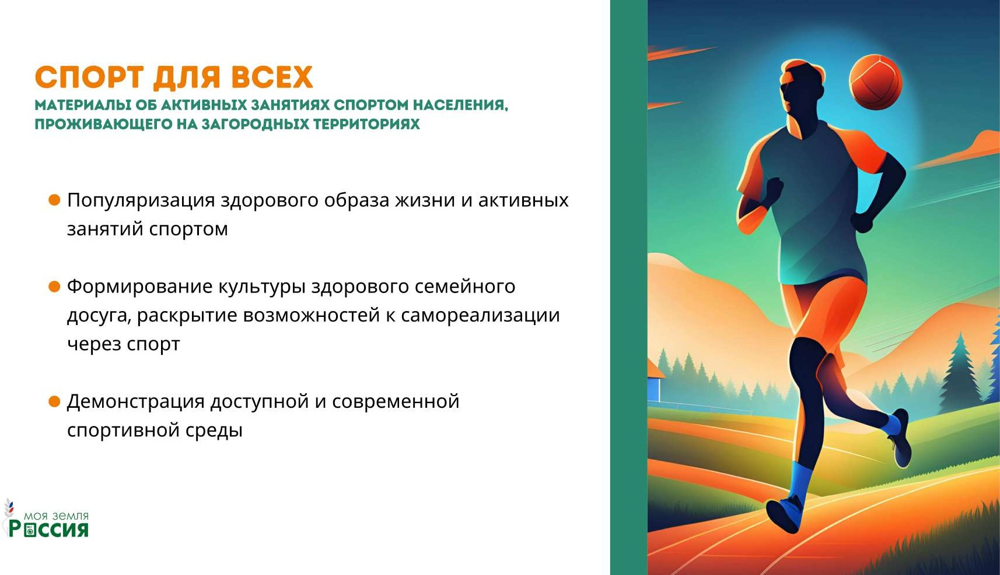 СПОРТ ДЛЯ ВСЕХ
МАТЕРИАЛЫ ОБ АКТИВНЫХ ЗАНЯТИЯХ СПОРТОМ НАСЕЛЕНИЯ,
ПРОЖИВАЮЩЕГО НА ЗАГОРОДНЫХ ТЕРРИТОРИЯХ
Популяризация здорового образа жизни и активных
занятий спортом
Формирование культуры здорового семейного
досуга, раскрытие возможностей к самореализации
через спорт
Демонстрация доступной и современной
спортивной среды
МОЯ ЗЕМЛЯ
Россия